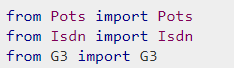 from Pots import Pots
from Isdn import Isdn
from G3 import G3